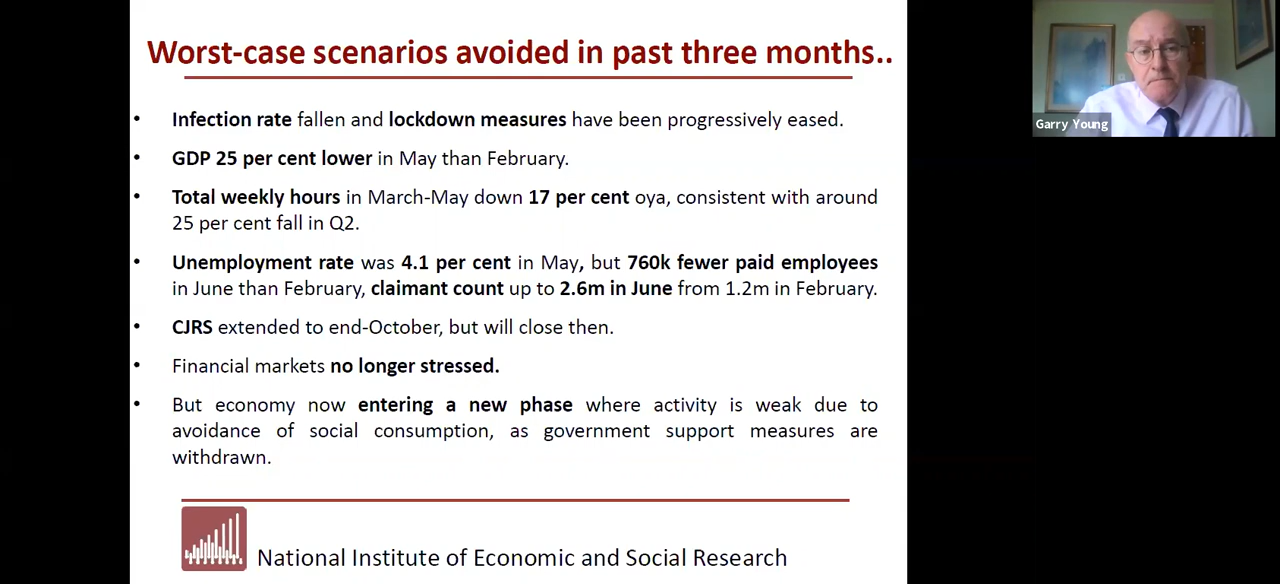 Worst-case scenarios avoided in past three months..
Garry Young
• Infection rate fallen and lockdown measures have been progressively eased.
• GDP 25 per cent lower in May than February.
• Total weekly hours in March-May down 17 per cent oya, consistent with around
25 per cent fall in Q2.
• Unemployment rate was 4.1 per cent in May, but 760k fewer paid employees
in June than February, claimant count up to 2.6m in June from 1.2m in February.
• CJRS extended to end-October, but will close then.
• Financial markets no longer stressed.
• But economy now entering a new phase where activity is weak due to
avoidance of social consumption, as government support measures are
withdrawn.
National Institute of Economic and Social Research